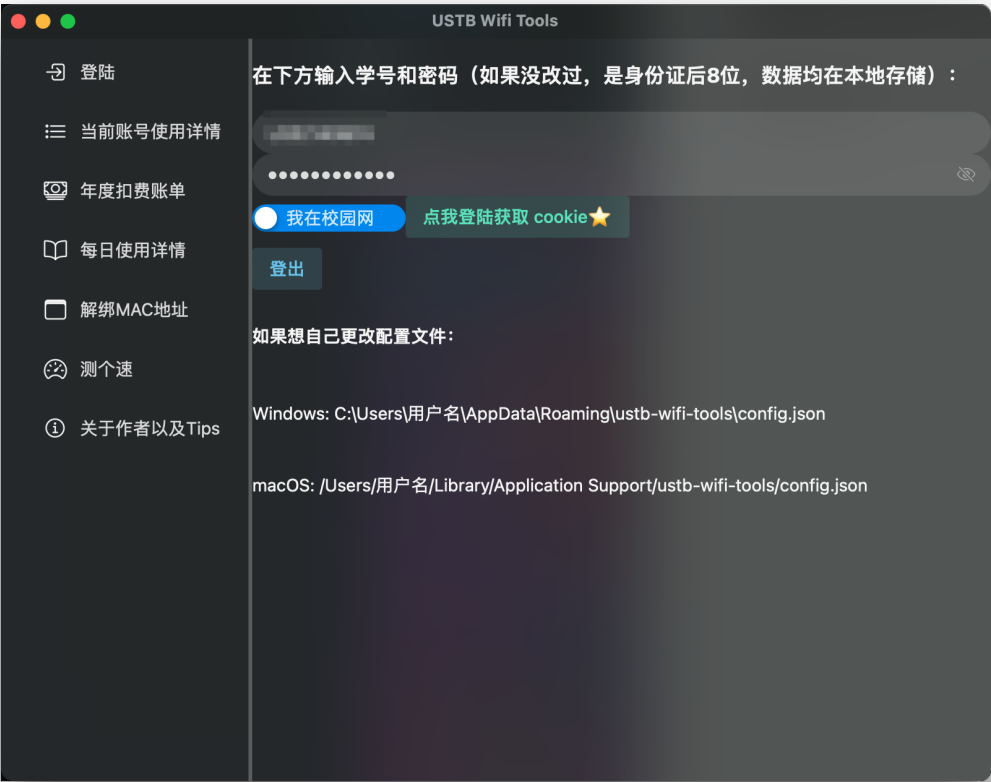 USTB Wifi Tools
登陆
当前账号使用详情
年度扣费账单
每日使用详情
解绑MAC地址
测个速
关于作者以及Tips
在下方输入学号和密码（如果没改过，是身份证后8位，数据均在本地存储）：
我在校园网
点我登陆获取 cookie⭐
登出
如果想自己更改配置文件：
Windows: C:\Users\用户名\AppData\Roaming\ustb-wifi-tools\config.json
macOS: /Users/用户名/Library/Application Support/ustb-wifi-tools/config.json